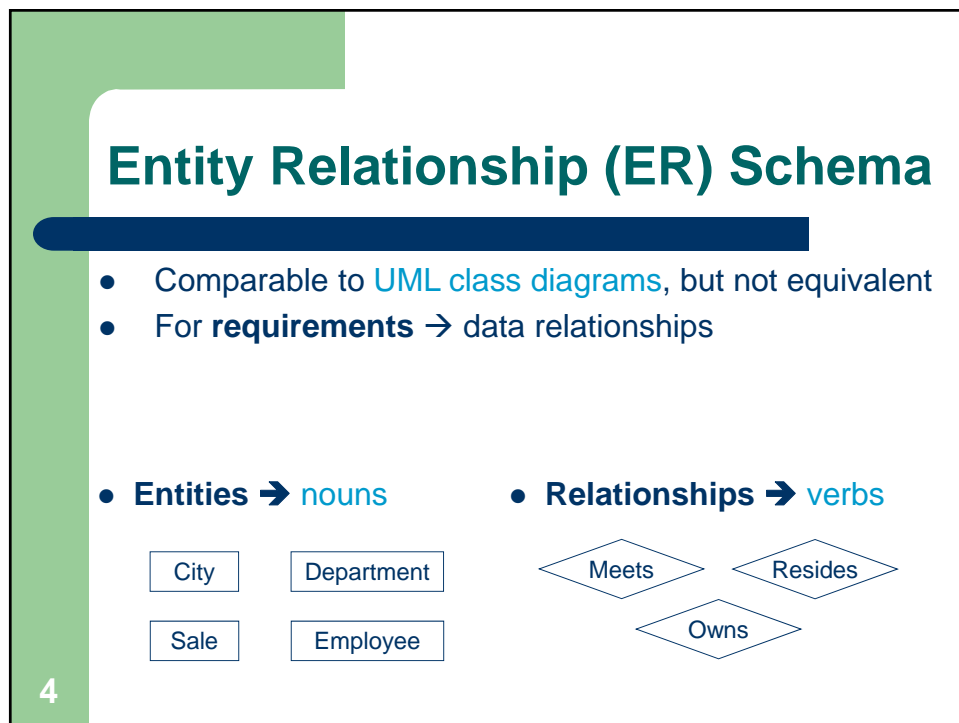 Entity Relationship (ER) Schema
● Comparable to UML class diagrams, but not equivalent
● For requirements → data relationships
● Entities ➔ nouns
City Department
Sale Employee
● Relationships ➔ verbs
Meets Resides
Owns
4